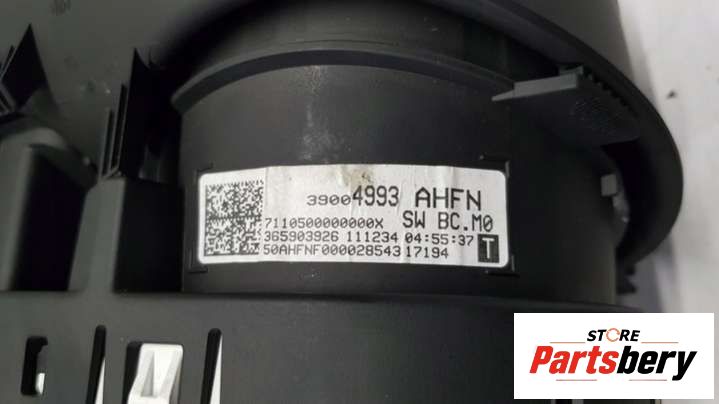 39004993 AHFN
7110500000000X SW BC.M0
365903926 111234 04:55:37 T
50AHFNF000028543 17194
STORE
Partsbery